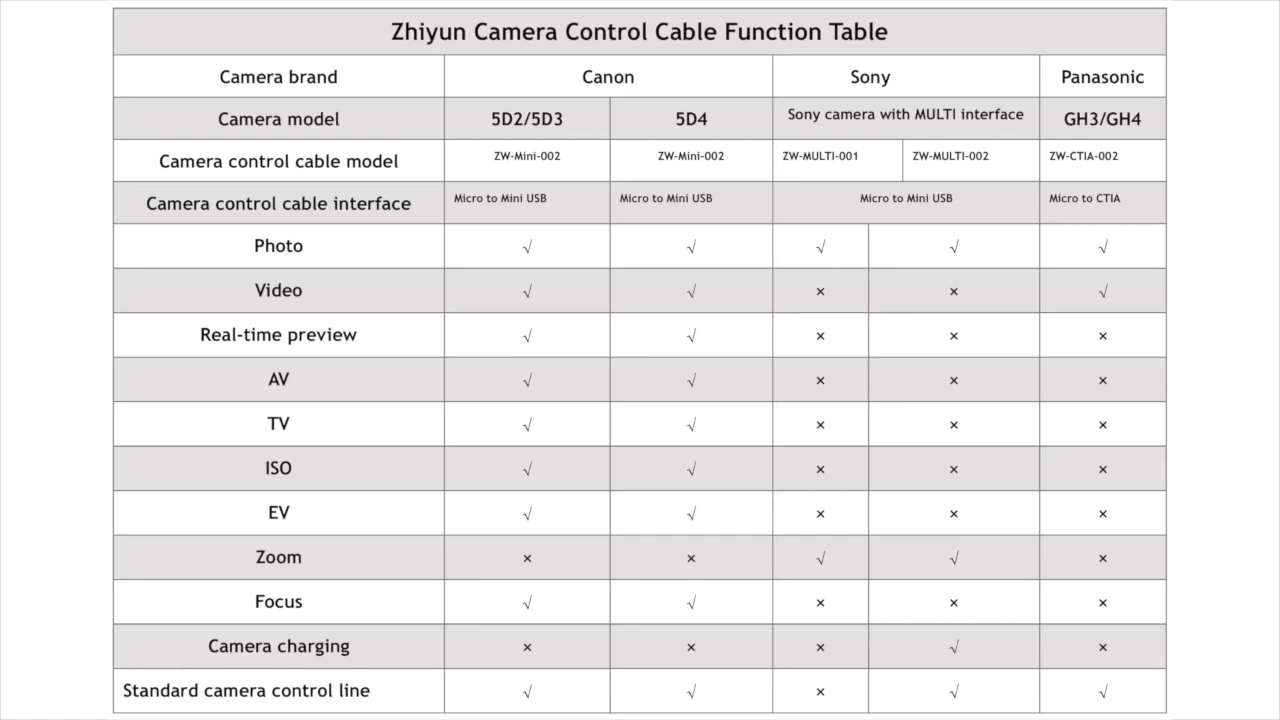 Zhiyun Camera Control Cable Function Table
Camera brand Canon Sony Panasonic
Camera model 5D2/5D3 5D4 Sony camera with MULTI interface GH3/GH4
Camera control cable model ZW-Mini-002 ZW-Mini-002 ZW-MULTI-001 ZW-MULTI-002 ZW-CTIA-002
Camera control cable interface Micro to Mini USB Micro to Mini USB Micro to Mini USB Micro to CTIA
Photo √ √ √ √ √
Video √ √ × × √
Real-time preview √ √ × × ×
AV √ √ × × ×
TV √ √ × × ×
ISO √ √ × × ×
EV √ √ × × ×
Zoom × × √ √ ×
Focus √ √ × × ×
Camera charging × × × √ ×
Standard camera control line √ √ × √ √